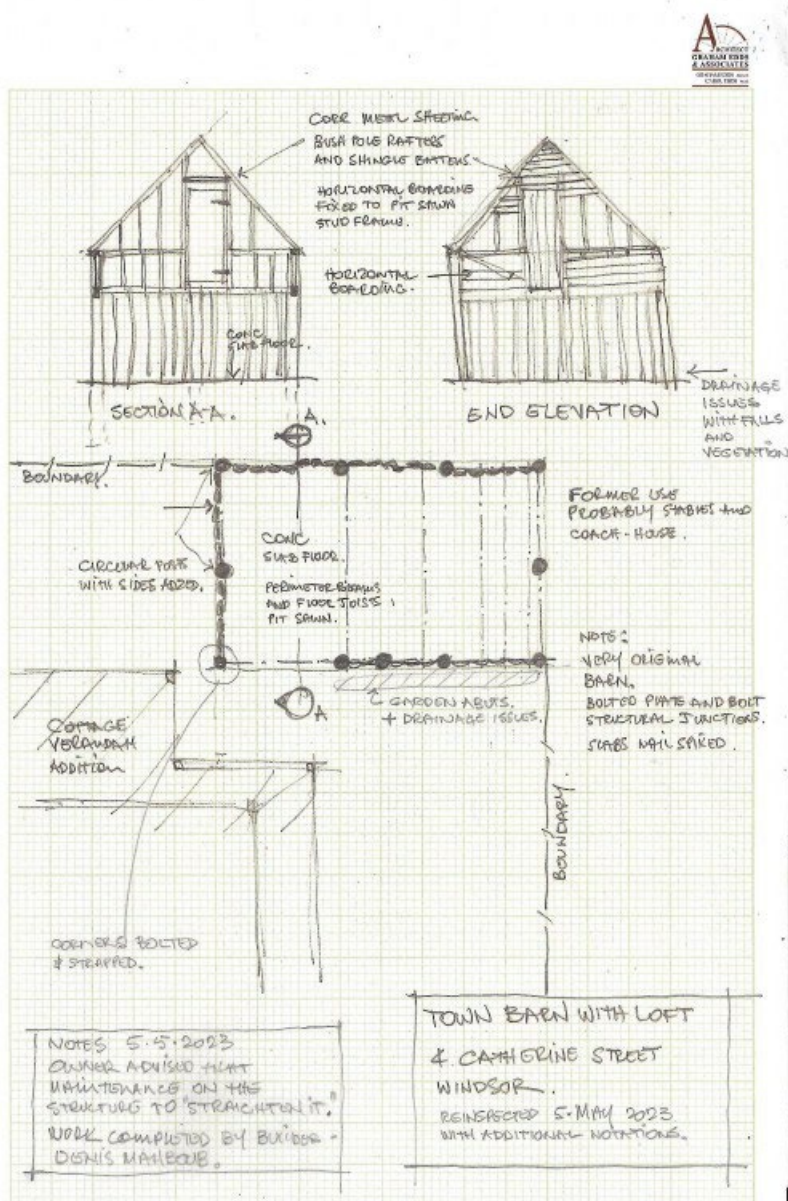 ARCHITECT
GRAHAM EDDS
& ASSOCIATES
CORR METAL SHEETING
BUSH POLE RAFTERS
AND SHINGLE BATTENS.
HORIZONTAL BOARDING
FIXED TO PIT SAWN
STUD FRAME.
HORIZONTAL
BOARDING.
CONC
SLAB FLOOR.
SECTION A-A.
END ELEVATION
DRAINAGE
ISSUES
WITH FALLS
AND
VEGETATION
A.
BOUNDARY.
CIRCULAR POSTS
WITH SIDES ADZED.
CONC
SLAB FLOOR.
PERIMETER BEAMS
AND FLOOR JOISTS
PIT SAWN.
FORMER USE
PROBABLY STABLES AND
COACH-HOUSE.
NOTE:
VERY ORIGINAL
BARN.
BOLTED PLATE AND BOLT
STRUCTURAL JUNCTIONS.
SLABS NAIL SPIKED.
A
GARDEN ABUTS.
+ DRAINAGE ISSUES.
COTTAGE
VERANDAH
ADDITION
BOUNDARY.
CORNERS BOLTED
& STRAPPED.
NOTES 5.5.2023
OWNER ADVISED THAT
MAINTENANCE ON THE
STRUCTURE TO "STRAIGHTEN IT."
WORK COMPLETED BY BUILDER -
DENIS MAHBOUB.
TOWN BARN WITH LOFT
4 CATHERINE STREET
WINDSOR.
REINSPECTED 5 MAY 2023
WITH ADDITIONAL NOTATIONS.